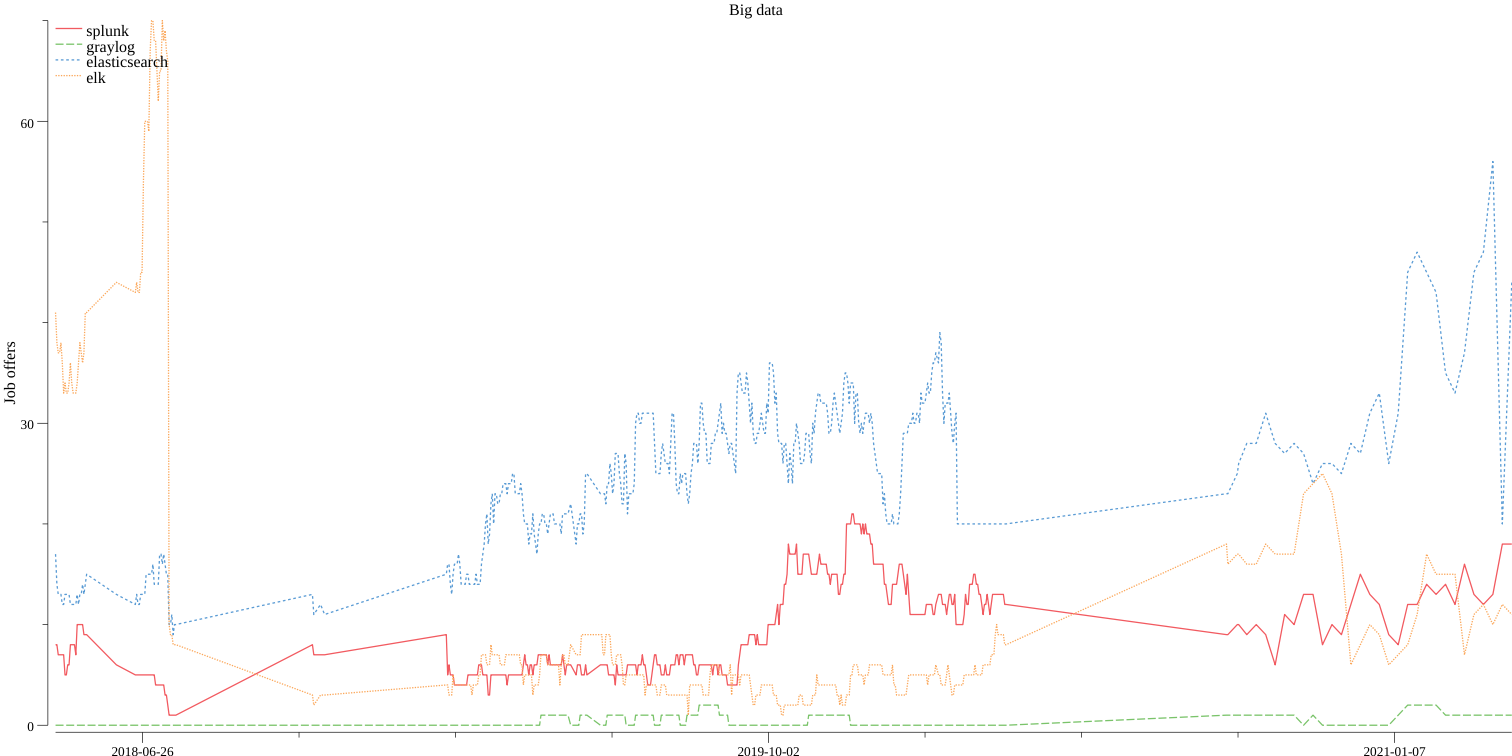 Big data
splunk
graylog
elasticsearch
elk
60
Job offers
30
0
2018-06-26
2019-10-02
2021-01-07